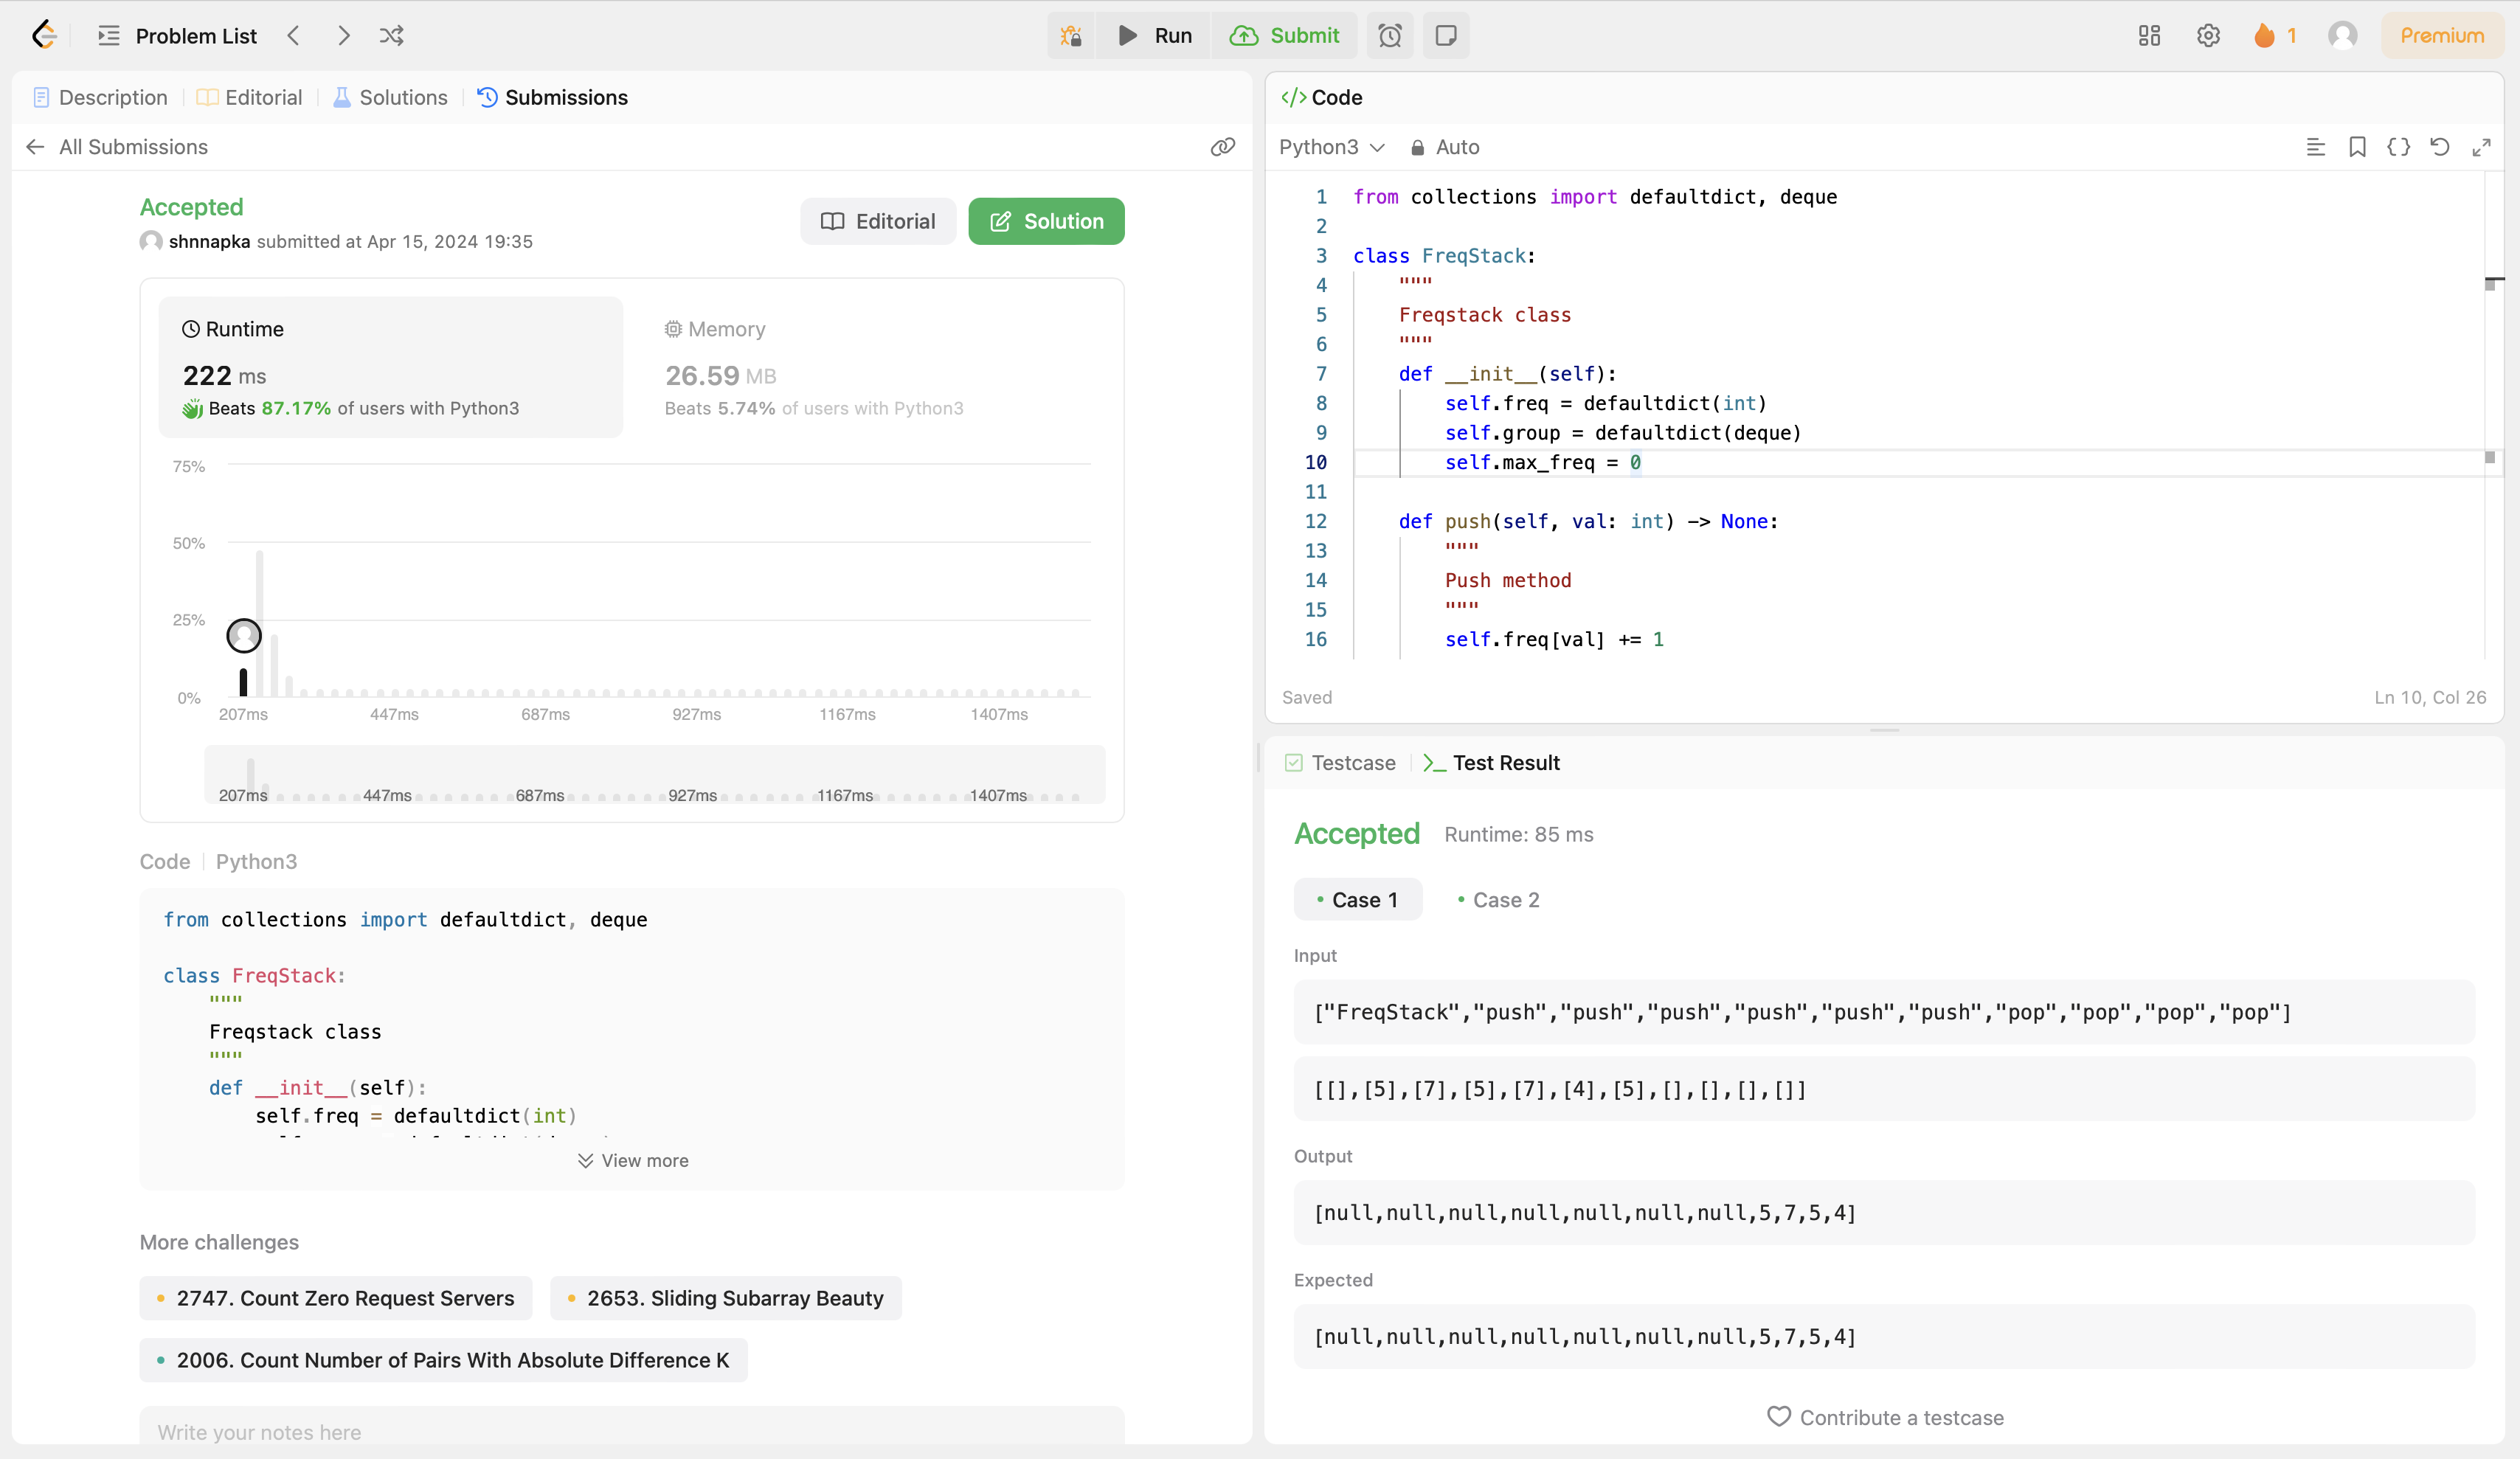 Problem List
Run
Submit
1
Premium
Description
Editorial
Solutions
Submissions
All Submissions
Accepted
shnnapka submitted at Apr 15, 2024 19:35
Editorial
Solution
Runtime
222 ms
Beats 87.17% of users with Python3
Memory
26.59 MB
Beats 5.74% of users with Python3
75%
50%
25%
0%
207ms 447ms 687ms 927ms 1167ms 1407ms
207ms 447ms 687ms 927ms 1167ms 1407ms
Code
Python3
from collections import defaultdict, deque
class FreqStack:
"""
Freqstack class
"""
def __init__(self):
self.freq = defaultdict(int)
View more
More challenges
2747. Count Zero Request Servers
2653. Sliding Subarray Beauty
2006. Count Number of Pairs With Absolute Difference K
Write your notes here
</> Code
Python3
Auto
1 from collections import defaultdict, deque
2
3 class FreqStack:
4 """
5 Freqstack class
6 """
7 def __init__(self):
8 self.freq = defaultdict(int)
9 self.group = defaultdict(deque)
10 self.max_freq = 0
11
12 def push(self, val: int) -> None:
13 """
14 Push method
15 """
16 self.freq[val] += 1
Saved
Ln 10, Col 26
Testcase
Test Result
Accepted
Runtime: 85 ms
Case 1
Case 2
Input
["FreqStack","push","push","push","push","push","push","pop","pop","pop","pop"]
[[],[5],[7],[5],[7],[4],[5],[],[],[],[]]
Output
[null,null,null,null,null,null,null,5,7,5,4]
Expected
[null,null,null,null,null,null,null,5,7,5,4]
Contribute a testcase